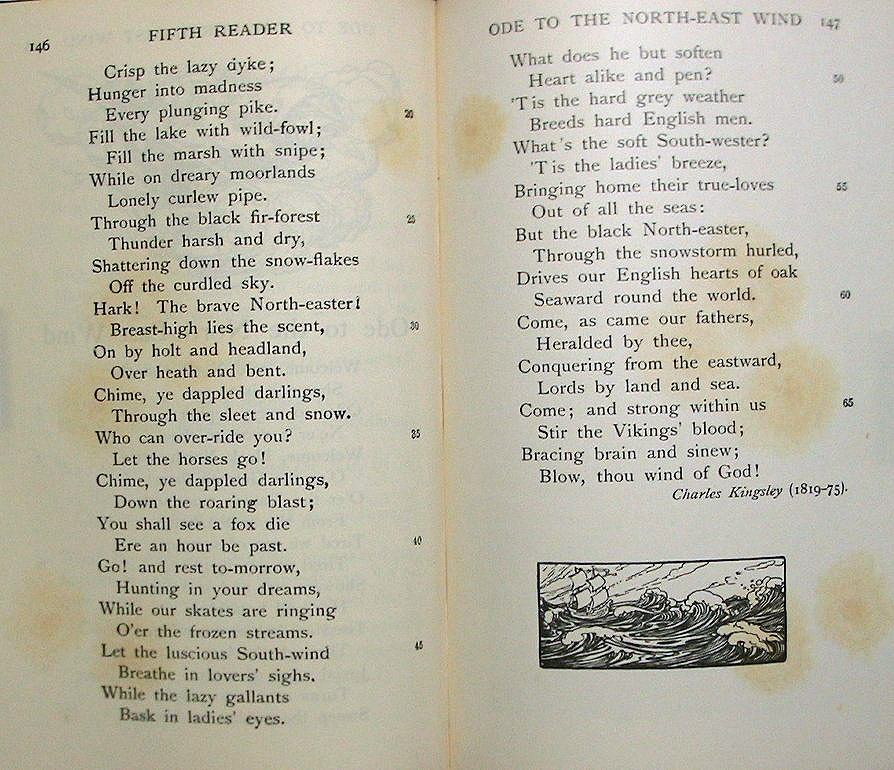 146
FIFTH READER
Crisp the lazy dyke;
Hunger into madness
Every plunging pike.
20
Fill the lake with wild-fowl;
Fill the marsh with snipe;
While on dreary moorlands
Lonely curlew pipe.
Through the black fir-forest
25
Thunder harsh and dry,
Shattering down the snow-flakes
Off the curdled sky.
Hark! The brave North-easter!
Breast-high lies the scent,
30
On by holt and headland,
Over heath and bent.
Chime, ye dappled darlings,
Through the sleet and snow.
Who can over-ride you?
35
Let the horses go!
Chime, ye dappled darlings,
Down the roaring blast;
You shall see a fox die
Ere an hour be past.
40
Go! and rest to-morrow,
Hunting in your dreams,
While our skates are ringing
O'er the frozen streams.
Let the luscious South-wind
45
Breathe in lovers' sighs.
While the lazy gallants
Bask in ladies' eyes.
ODE TO THE NORTH-EAST WIND
147
What does he but soften
Heart alike and pen?
50
'T is the hard grey weather
Breeds hard English men.
What's the soft South-wester?
'T is the ladies' breeze,
Bringing home their true-loves
55
Out of all the seas:
But the black North-easter,
Through the snowstorm hurled,
Drives our English hearts of oak
Seaward round the world.
60
Come, as came our fathers,
Heralded by thee,
Conquering from the eastward,
Lords by land and sea.
Come; and strong within us
65
Stir the Vikings' blood;
Bracing brain and sinew;
Blow, thou wind of God!
Charles Kingsley (1819-75).